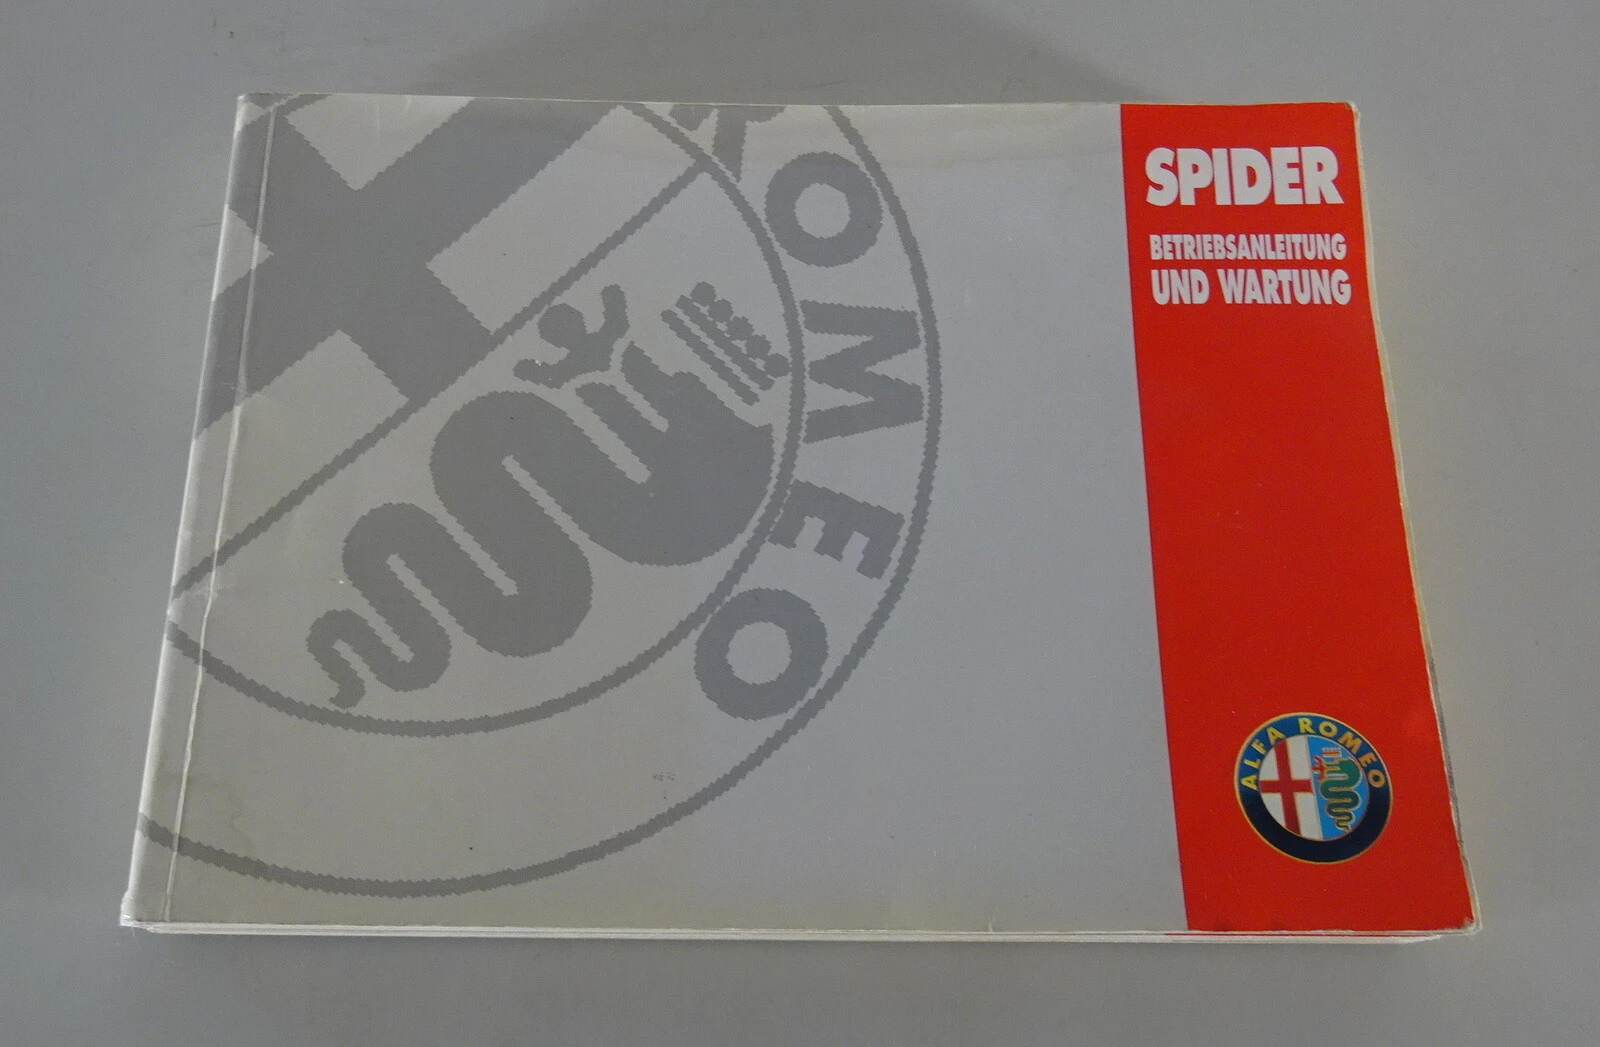 ROMEO
SPIDER
BETRIEBSANLEITUNG
UND WARTUNG
ALFA ROMEO